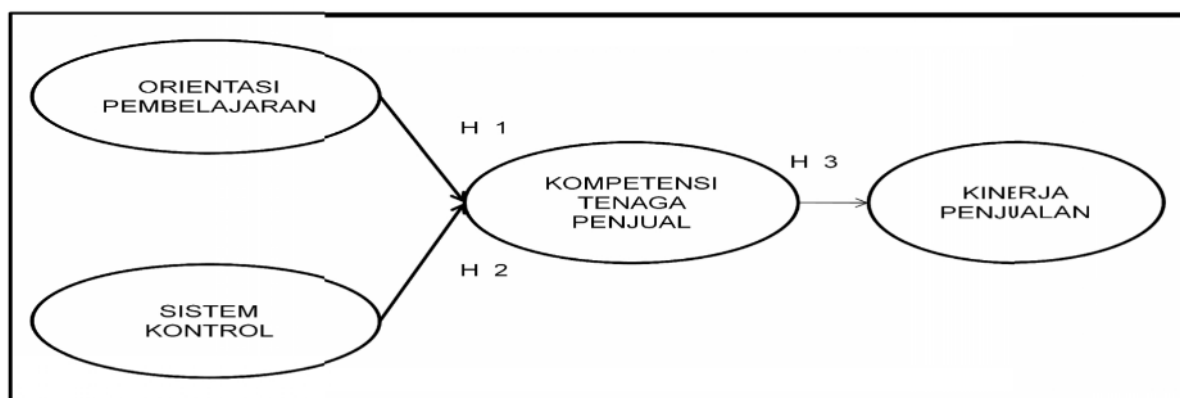 ORIENTASI
PEMBELAJARAN
H 1
KOMPETENSI
TENAGA
PENJUAL
H 3
KINERJA
PENJUALAN
H 2
SISTEM
KONTROL